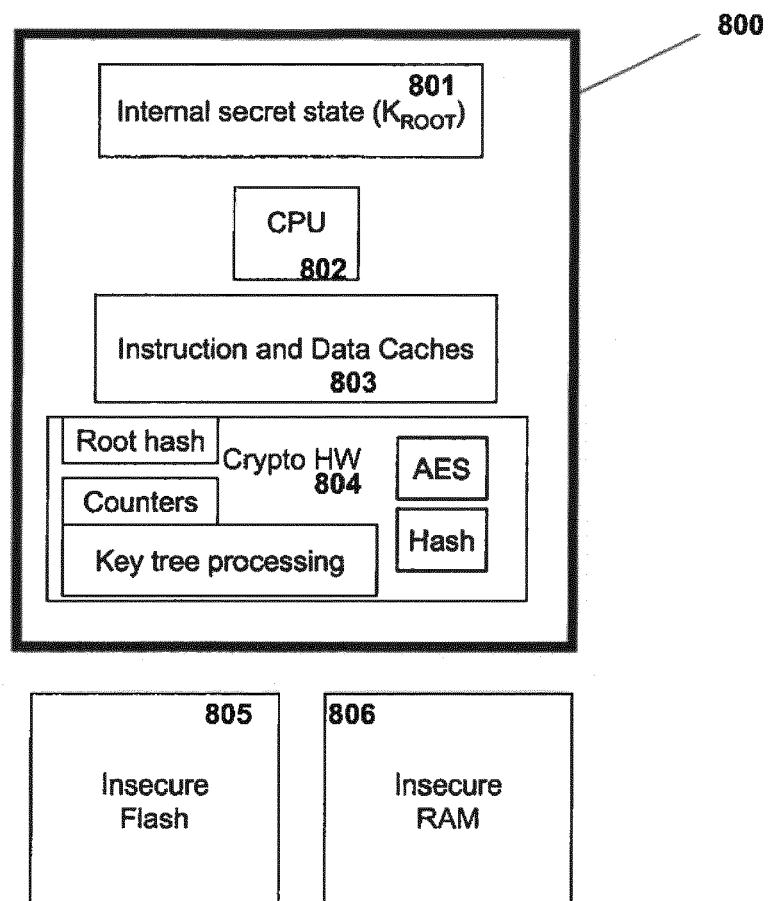 800
801
Internal secret state (KROOT)
CPU
802
Instruction and Data Caches
803
Root hash
Crypto HW
804
AES
Counters
Hash
Key tree processing
805
806
Insecure
Flash
Insecure
RAM